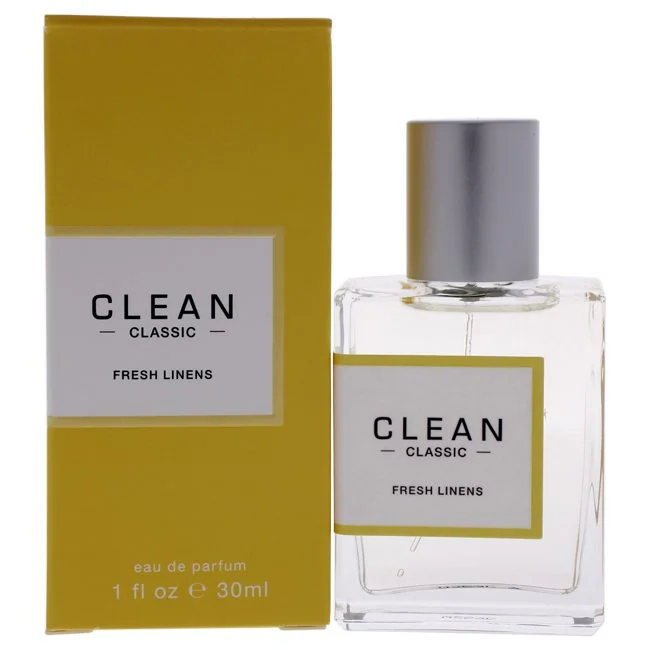 CLEAN
— CLASSIC —
FRESH LINENS
eau de parfum
1 fl oz ℮ 30ml
CLEAN
— CLASSIC —
FRESH LINENS